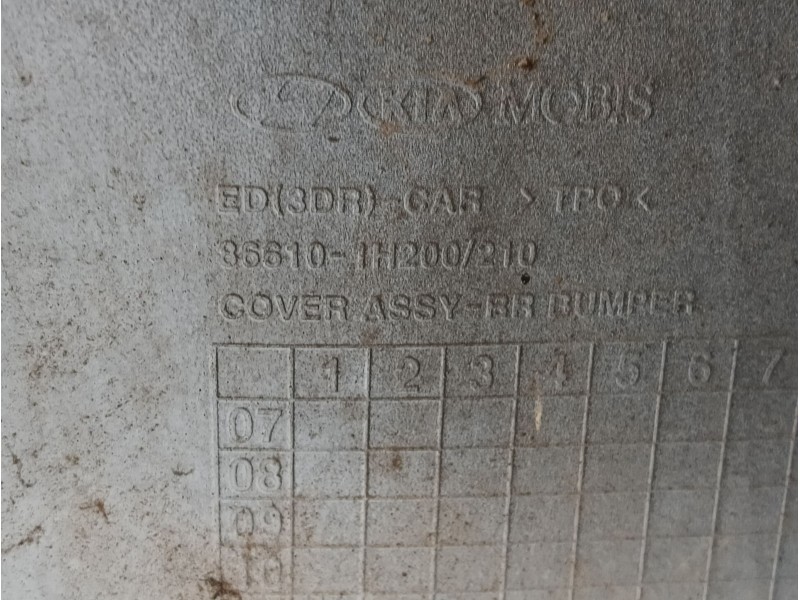 KIA MOBIS
ED(3DR)-CAR >TPO<
86610-1H200/210
COVER ASSY-RR BUMPER
1 2 3 4 5 6 7
07
08
09
10